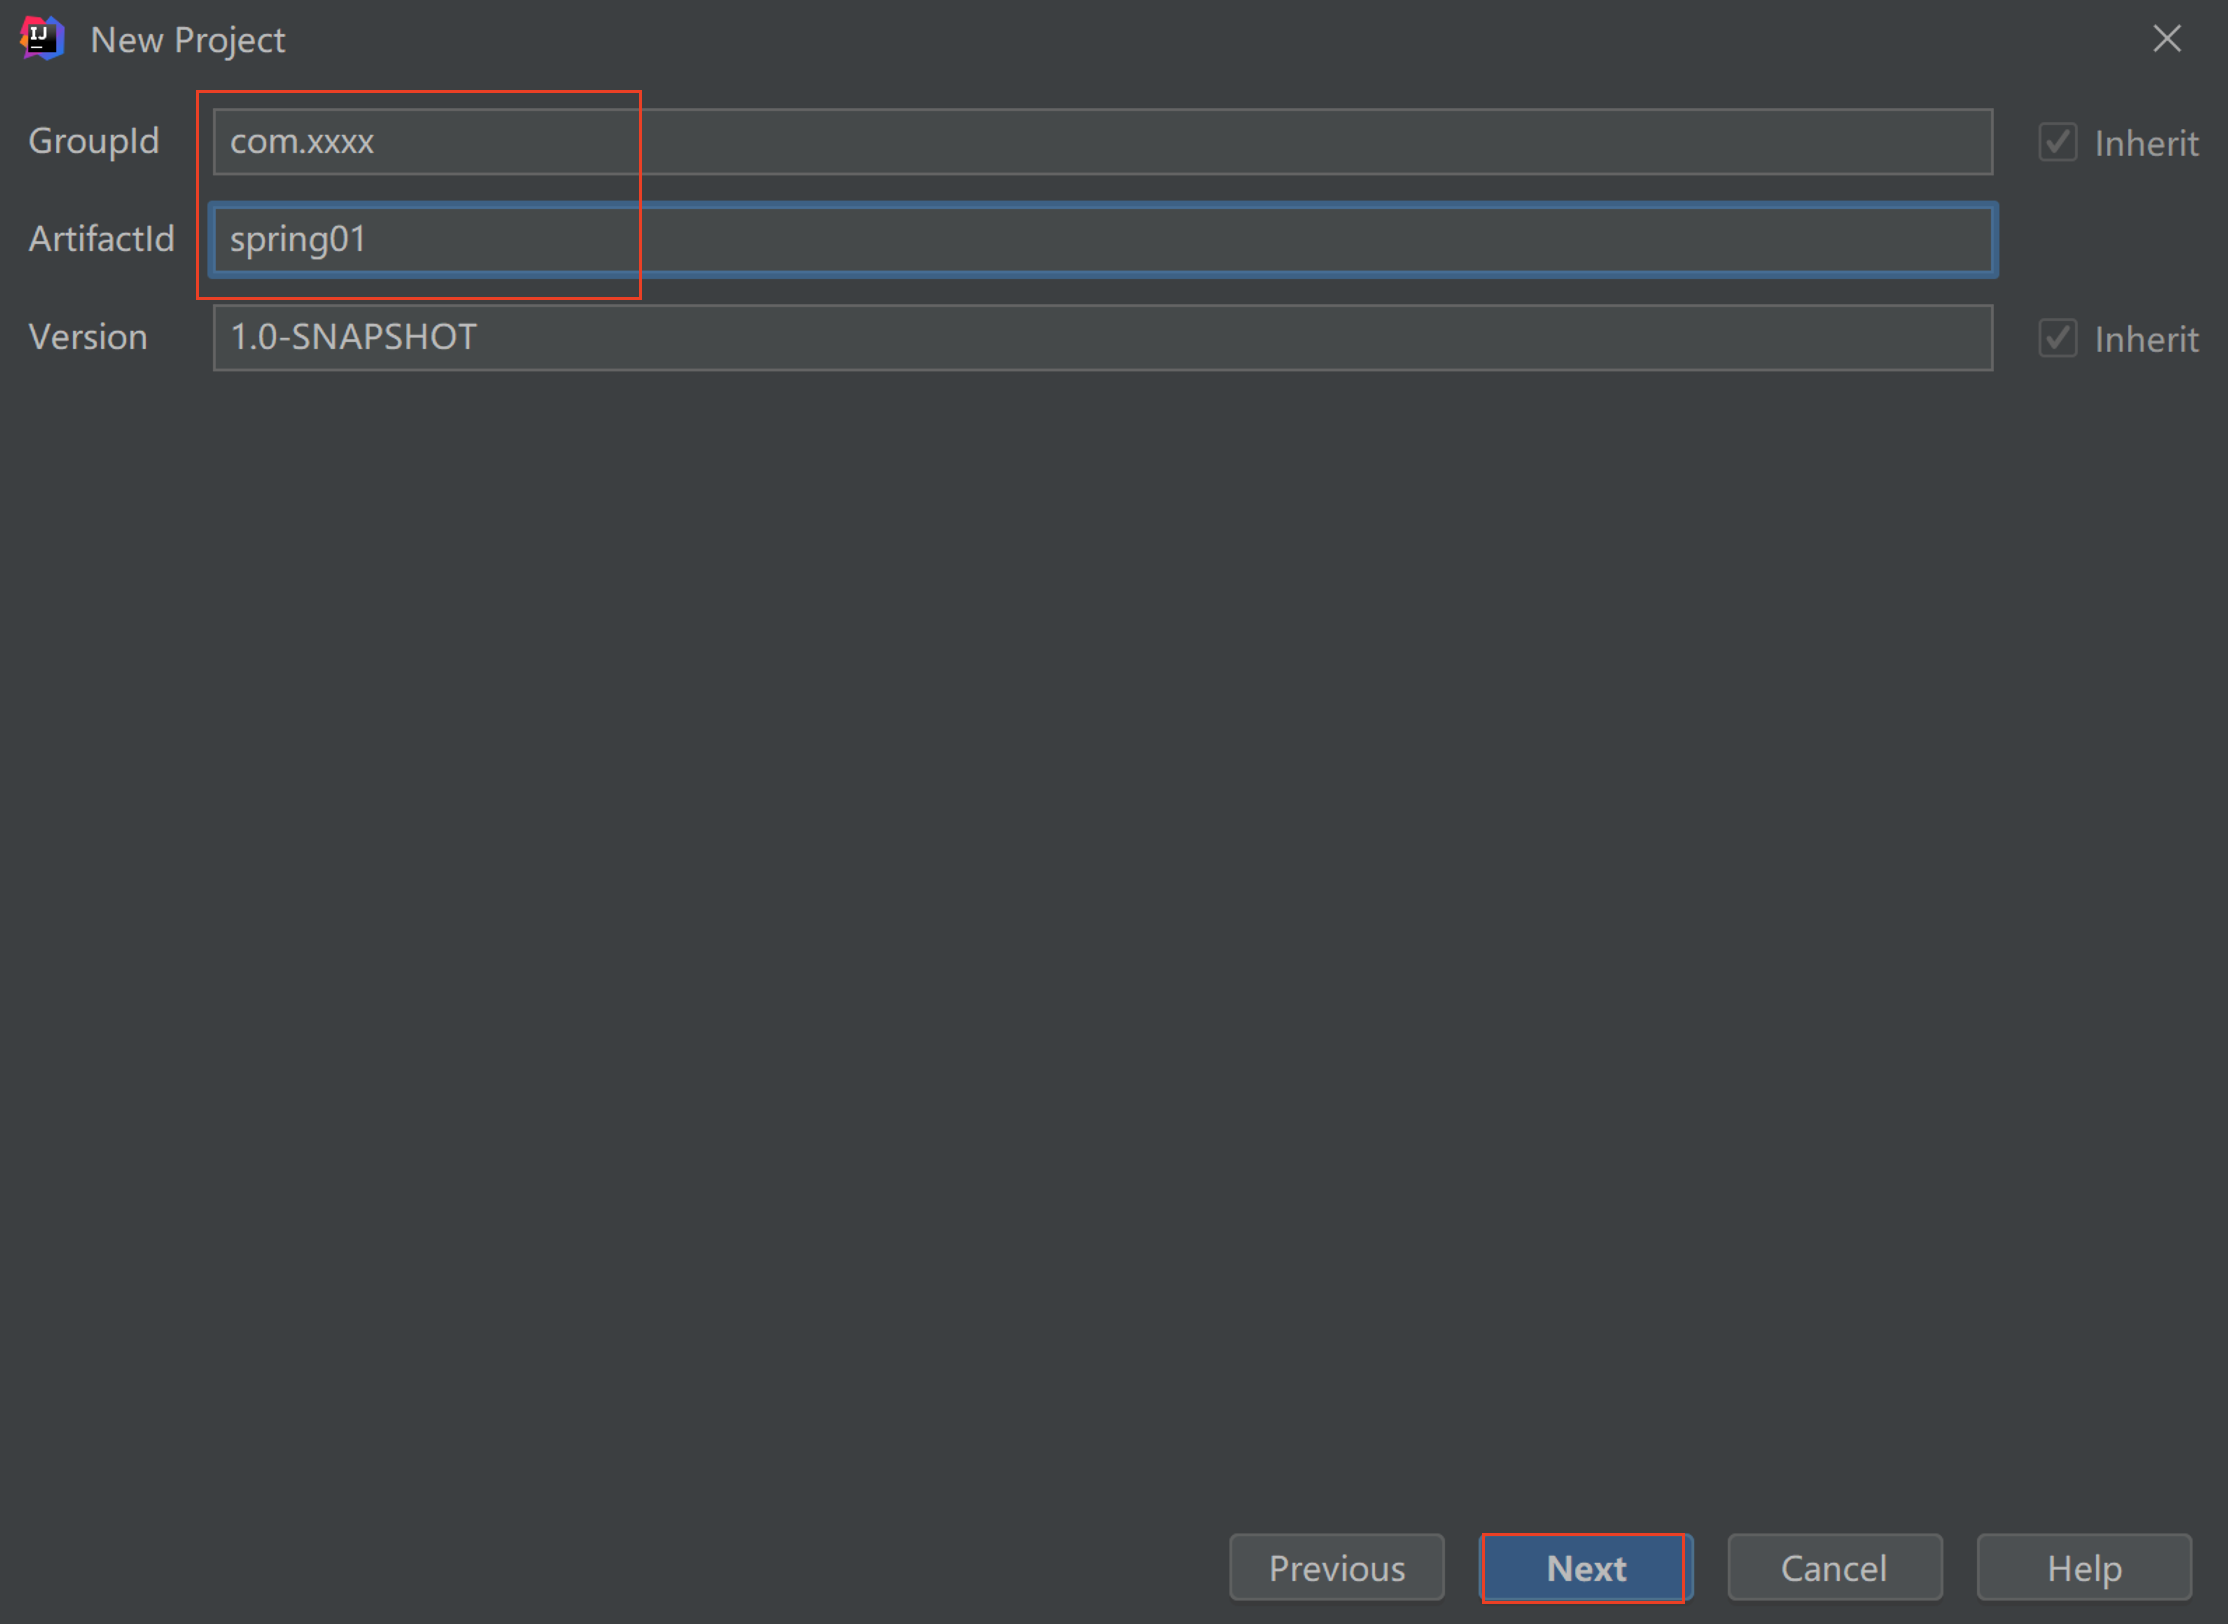 IJ
New Project
GroupId com.xxxx Inherit
ArtifactId spring01
Version 1.0-SNAPSHOT Inherit
Previous Next Cancel Help